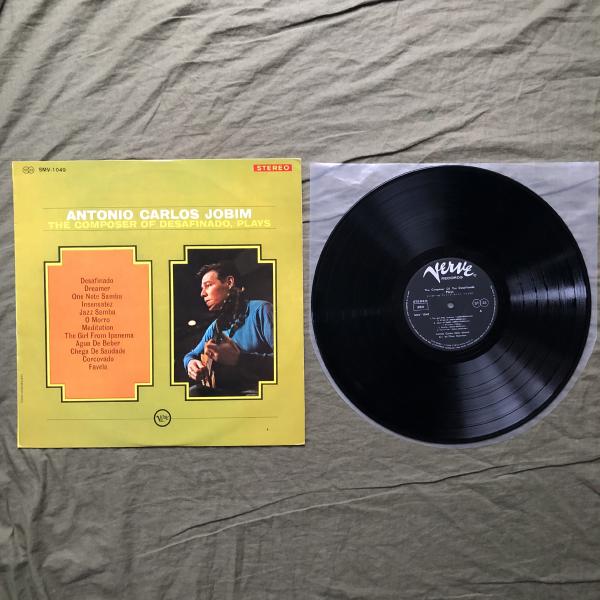 SMV-1049
STEREO
ANTONIO CARLOS JOBIM
THE COMPOSER OF DESAFINADO, PLAYS
Desafinado
Dreamer
One Note Samba
Insensatez
Jazz Samba
O Morro
Meditation
The Girl From Ipanema
Agua De Beber
Chega De Saudade
Corcovado
Favela
Verve
Verve
RECORDS
The Composer Of The Desafinado
Plays
STEREO